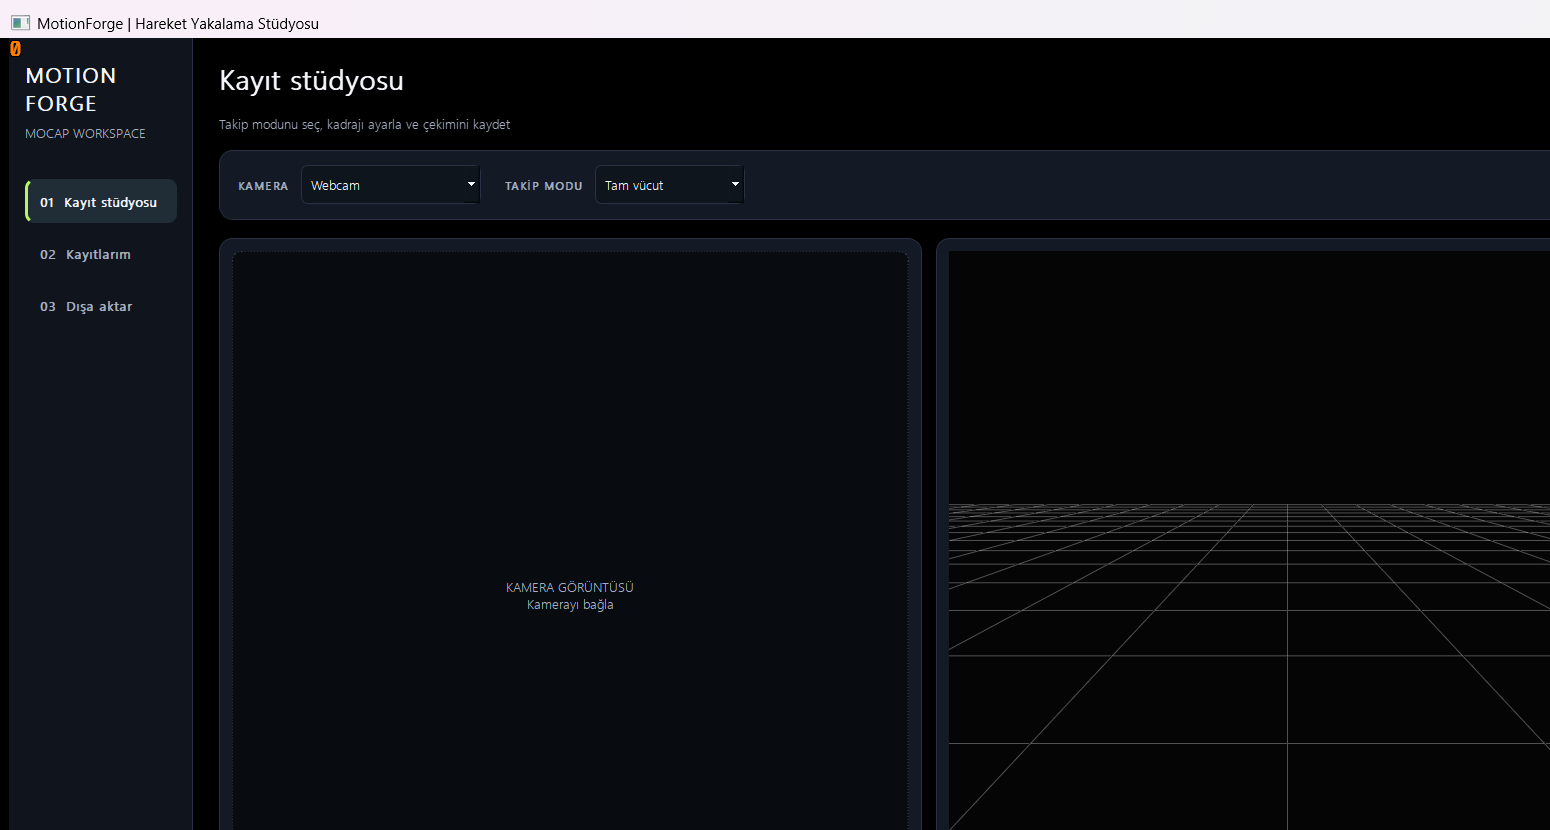 MotionForge | Hareket Yakalama Stüdyosu
0
MOTION
FORGE
MOCAP WORKSPACE
01 Kayıt stüdyosu
02 Kayıtlarım
03 Dışa aktar
Kayıt stüdyosu
Takip modunu seç, kadrajı ayarla ve çekimini kaydet
KAMERA Webcam TAKİP MODU Tam vücut
KAMERA GÖRÜNTÜSÜ
Kamerayı bağla